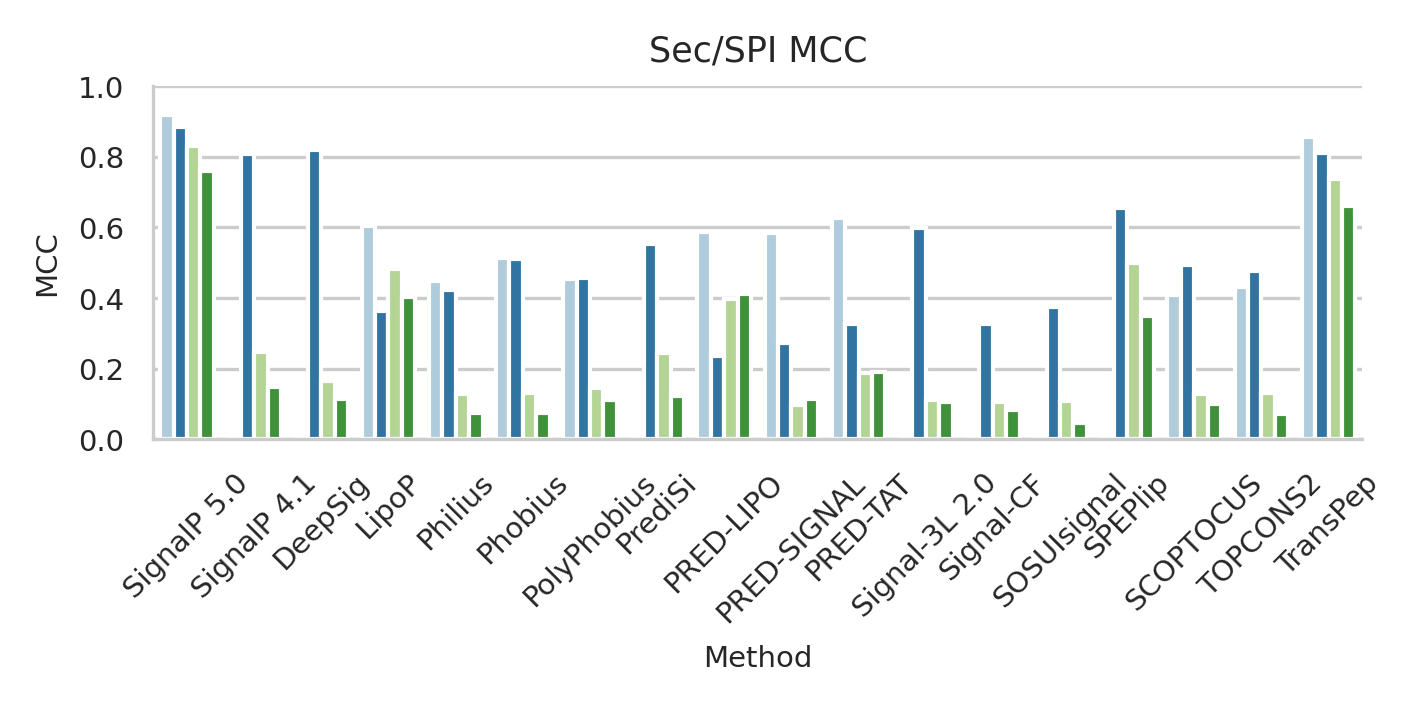 Sec/SPI MCC
1.0
0.8
0.6
0.4
0.2
0.0
MCC
SignalP 5.0
SignalP 4.1
DeepSig
LipoP
Philius
Phobius
PolyPhobius
PrediSi
PRED-LIPO
PRED-SIGNAL
PRED-TAT
Signal-3L 2.0
Signal-CF
SOSUIsignal
SPEPlip
SCOPTOCUS
TOPCONS2
TransPep
Method